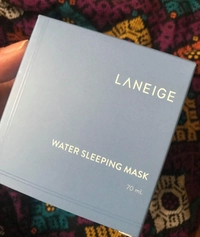 LANEIGE
WATER SLEEPING MASK
70 mL